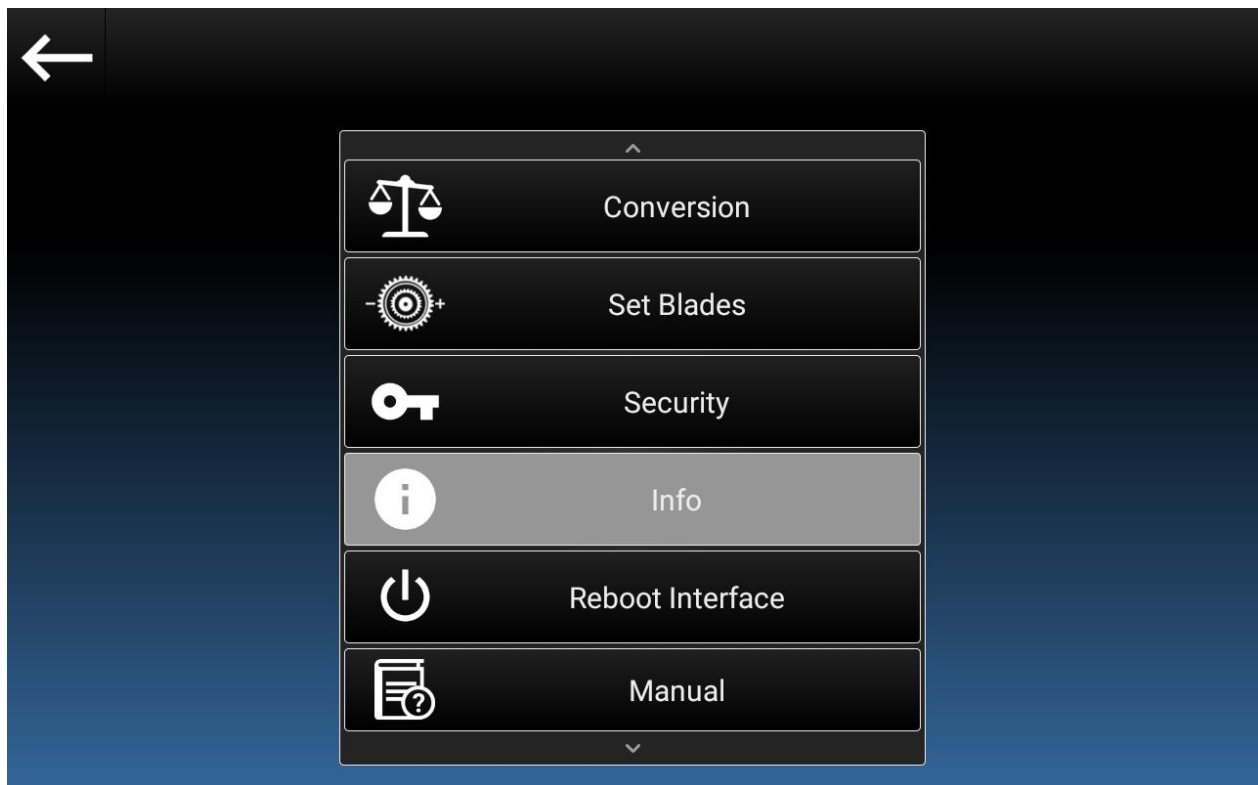 Conversion
Set Blades
Security
Info
Reboot Interface
Manual